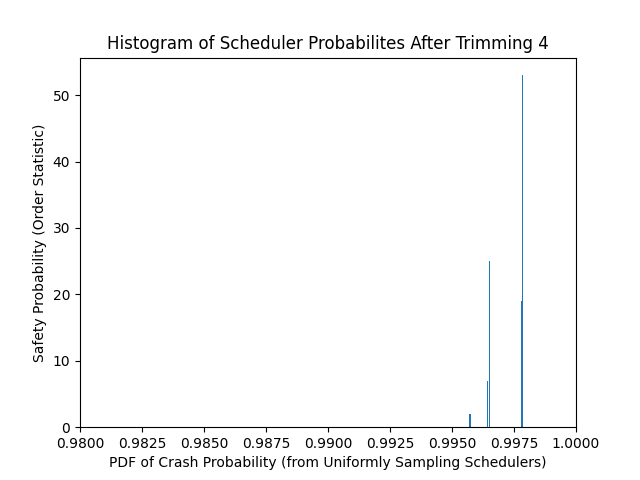 Histogram of Scheduler Probabilites After Trimming 4
Safety Probability (Order Statistic)
50
40
30
20
10
0
0.9800 0.9825 0.9850 0.9875 0.9900 0.9925 0.9950 0.9975 1.0000
PDF of Crash Probability (from Uniformly Sampling Schedulers)